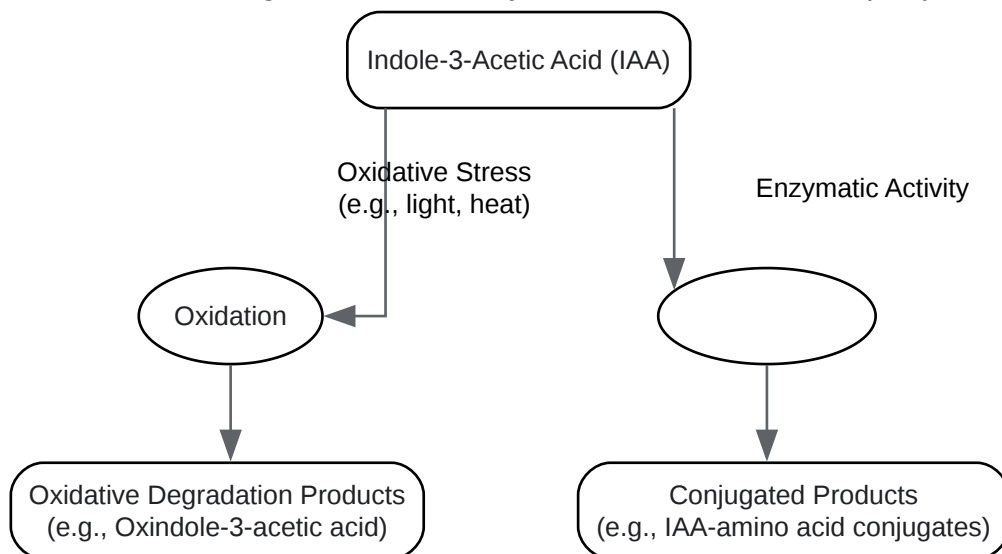 Indole-3-Acetic Acid (IAA)
Oxidative Stress
(e.g., light, heat)
Enzymatic Activity
Oxidation
Oxidative Degradation Products
(e.g., Oxindole-3-acetic acid)
Conjugated Products
(e.g., IAA-amino acid conjugates)